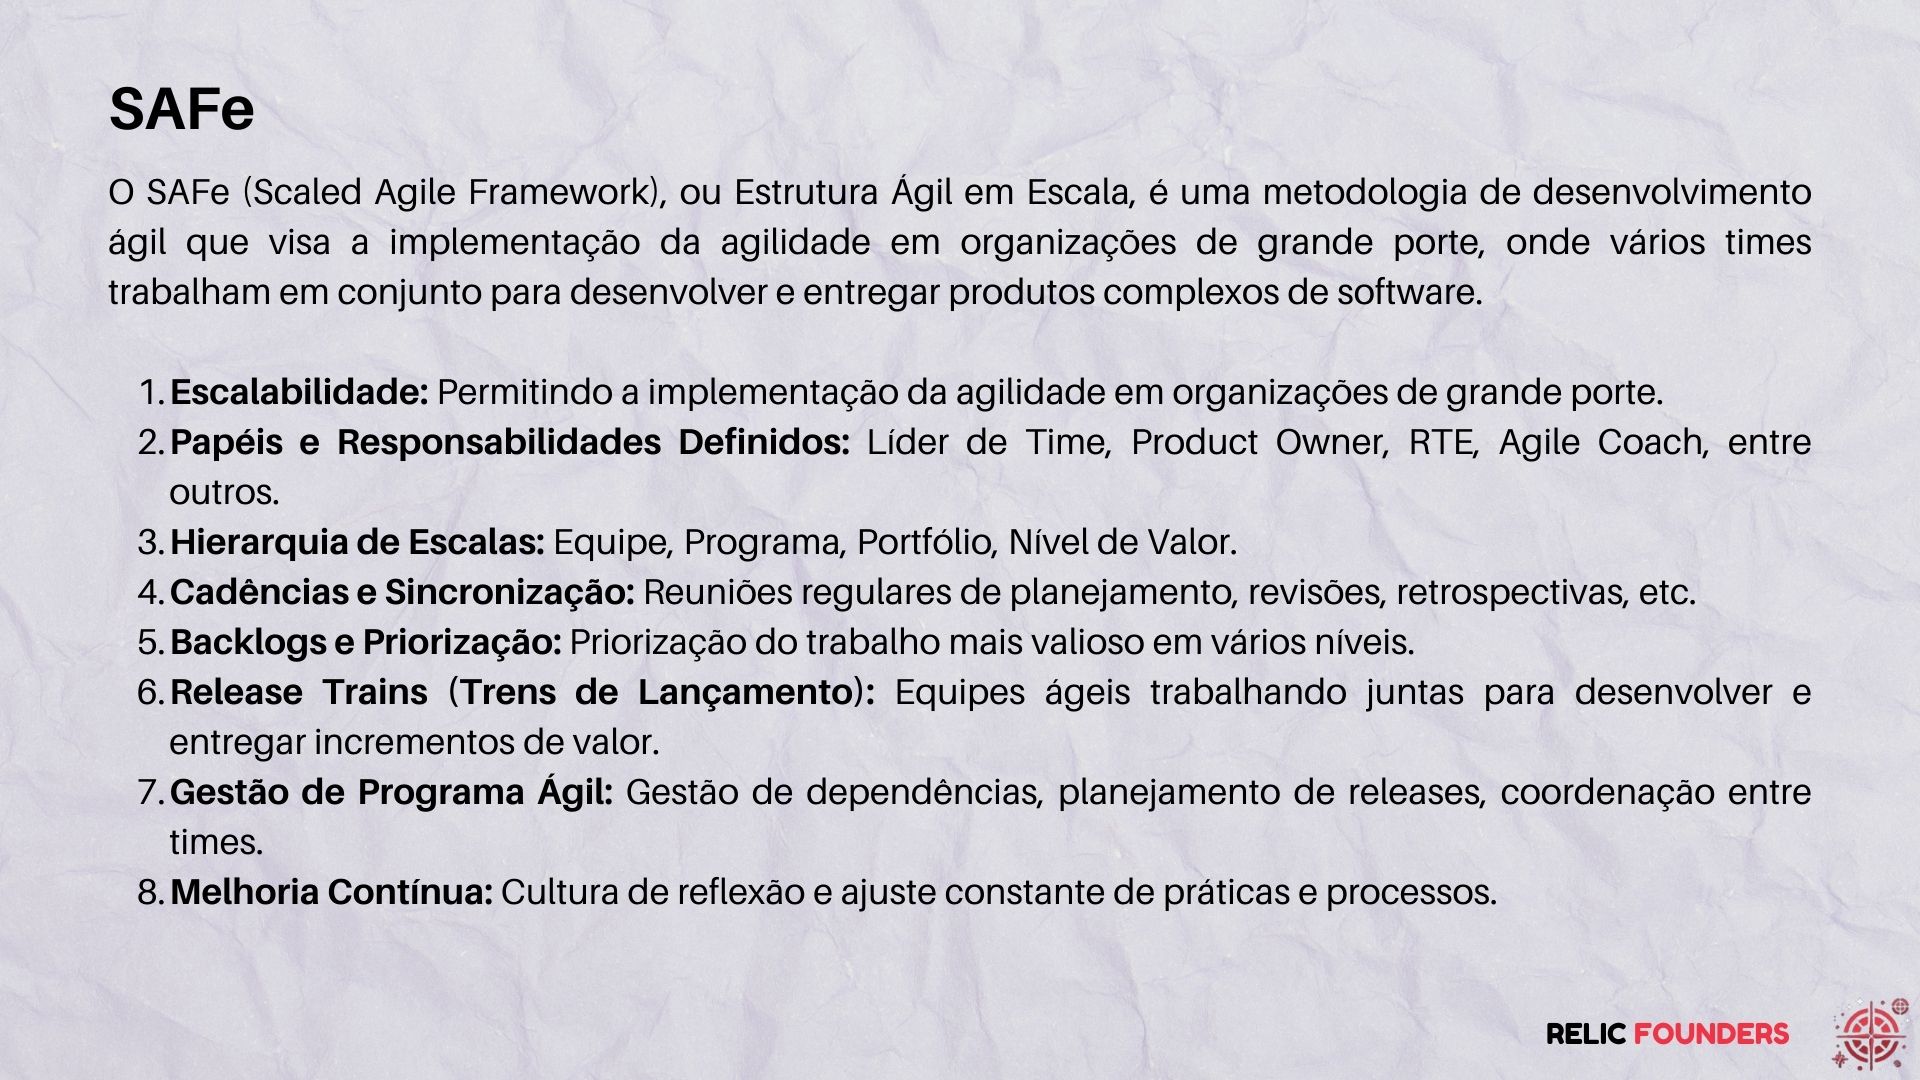 SAFe
O SAFe (Scaled Agile Framework), ou Estrutura Ágil em Escala, é uma metodologia de desenvolvimento
ágil que visa a implementação da agilidade em organizações de grande porte, onde vários times
trabalham em conjunto para desenvolver e entregar produtos complexos de software.
1. Escalabilidade: Permitindo a implementação da agilidade em organizações de grande porte.
2. Papéis e Responsabilidades Definidos: Líder de Time, Product Owner, RTE, Agile Coach, entre
outros.
3. Hierarquia de Escalas: Equipe, Programa, Portfólio, Nível de Valor.
4. Cadências e Sincronização: Reuniões regulares de planejamento, revisões, retrospectivas, etc.
5. Backlogs e Priorização: Priorização do trabalho mais valioso em vários níveis.
6. Release Trains (Trens de Lançamento): Equipes ágeis trabalhando juntas para desenvolver e
entregar incrementos de valor.
7. Gestão de Programa Ágil: Gestão de dependências, planejamento de releases, coordenação entre
times.
8. Melhoria Contínua: Cultura de reflexão e ajuste constante de práticas e processos.
RELIC FOUNDERS